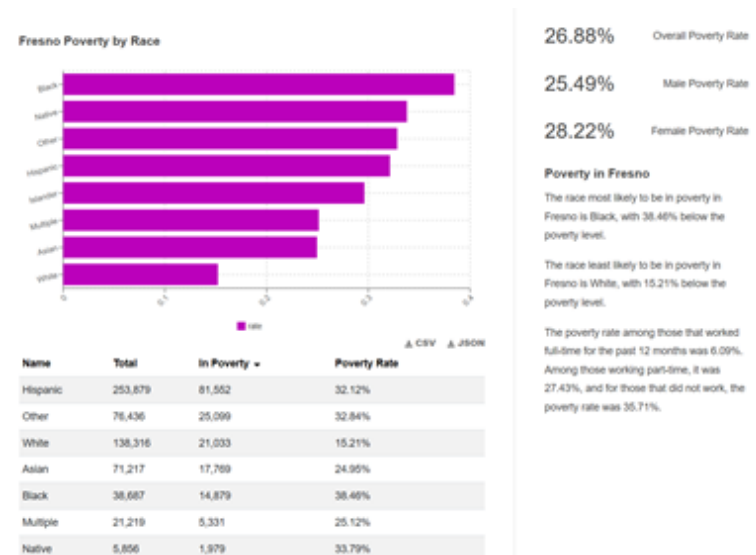 Fresno Poverty by Race
Black
Native
Other
Hispanic
Islander
Multiple
Asian
White
0
0.1
0.2
0.3
0.4
rate
CSV JSON
Name Total In Poverty Poverty Rate
Hispanic 253,879 81,552 32.12%
Other 76,436 25,099 32.84%
White 138,316 21,033 15.21%
Asian 71,217 17,769 24.95%
Black 38,687 14,879 38.46%
Multiple 21,219 5,331 25.12%
Native 5,856 1,979 33.79%
26.88% Overall Poverty Rate
25.49% Male Poverty Rate
28.22% Female Poverty Rate
Poverty in Fresno
The race most likely to be in poverty in
Fresno is Black, with 38.46% below the
poverty level.
The race least likely to be in poverty in
Fresno is White, with 15.21% below the
poverty level.
The poverty rate among those that worked
full-time for the past 12 months was 6.09%.
Among those working part-time, it was
27.43%, and for those that did not work, the
poverty rate was 35.71%.